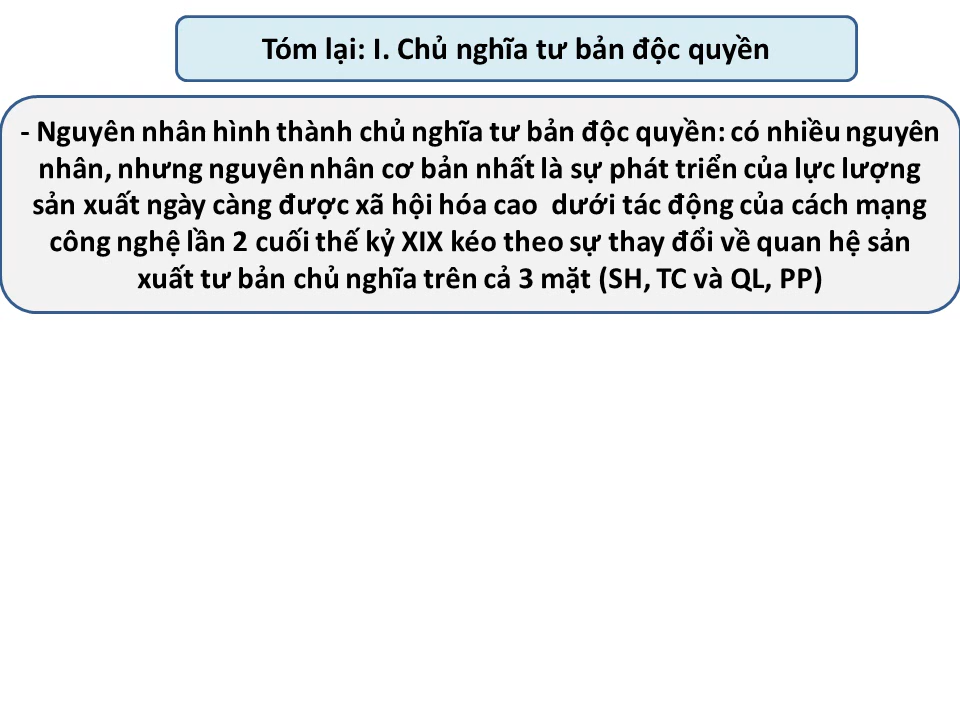 Tóm lại: I. Chủ nghĩa tư bản độc quyền
- Nguyên nhân hình thành chủ nghĩa tư bản độc quyền: có nhiều nguyên
nhân, nhưng nguyên nhân cơ bản nhất là sự phát triển của lực lượng
sản xuất ngày càng được xã hội hóa cao dưới tác động của cách mạng
công nghệ lần 2 cuối thế kỷ XIX kéo theo sự thay đổi về quan hệ sản
xuất tư bản chủ nghĩa trên cả 3 mặt (SH, TC và QL, PP)